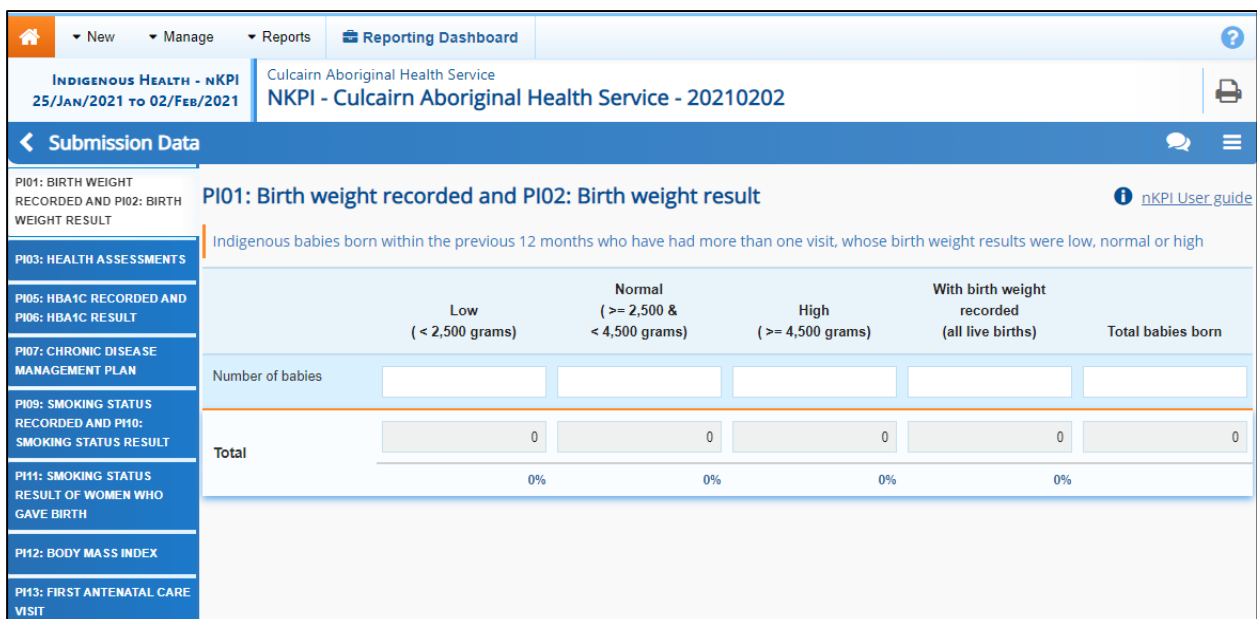 New Manage Reports Reporting Dashboard ?
Indigenous Health - nKPI
25/Jan/2021 to 02/Feb/2021
Culcairn Aboriginal Health Service
NKPI - Culcairn Aboriginal Health Service - 20210202
Submission Data
PI01: BIRTH WEIGHT
RECORDED AND PI02: BIRTH
WEIGHT RESULT
PI03: HEALTH ASSESSMENTS
PI05: HBA1C RECORDED AND
PI06: HBA1C RESULT
PI07: CHRONIC DISEASE
MANAGEMENT PLAN
PI09: SMOKING STATUS
RECORDED AND PI10:
SMOKING STATUS RESULT
PI11: SMOKING STATUS
RESULT OF WOMEN WHO
GAVE BIRTH
PI12: BODY MASS INDEX
PI13: FIRST ANTENATAL CARE
VISIT
PI01: Birth weight recorded and PI02: Birth weight result
nKPI User guide
Indigenous babies born within the previous 12 months who have had more than one visit, whose birth weight results were low, normal or high
Low
( < 2,500 grams)
Normal
( >= 2,500 &
< 4,500 grams)
High
( >= 4,500 grams)
With birth weight
recorded
(all live births)
Total babies born
Number of babies
Total 0 0 0 0 0
0% 0% 0% 0%